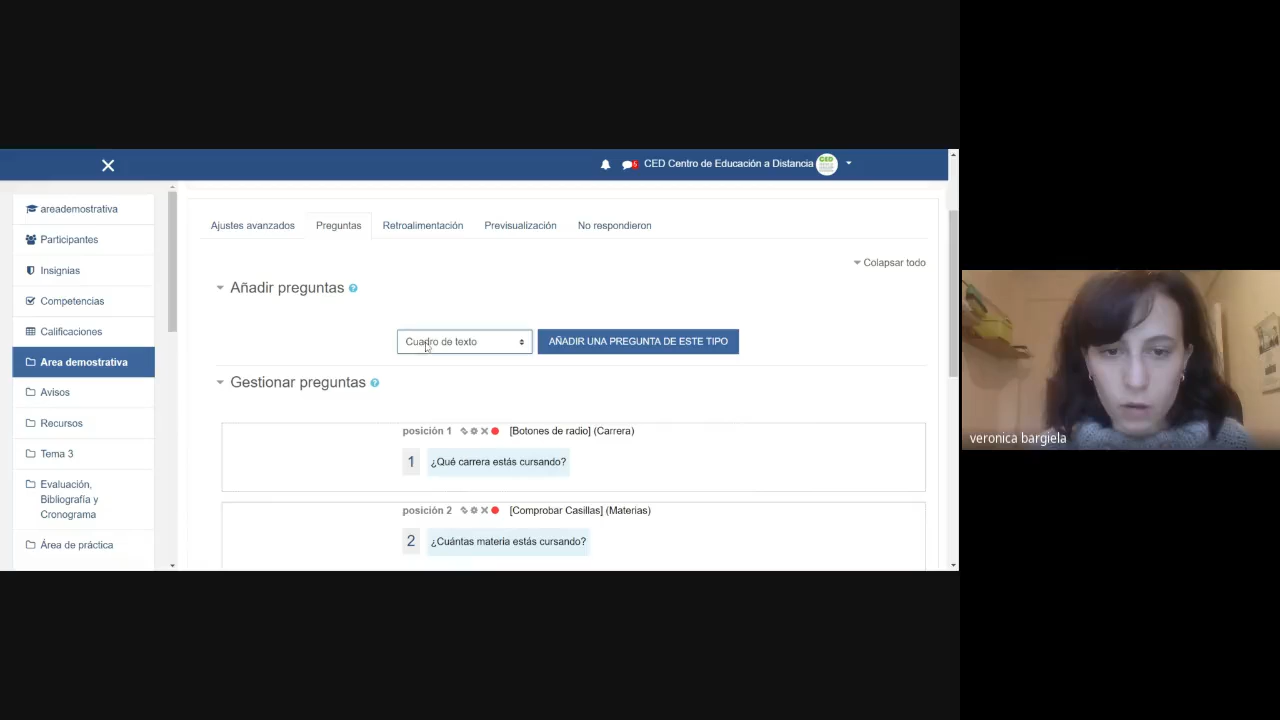 CED Centro de Educación a Distancia
areademostrativa
Participantes
Insignias
Competencias
Calificaciones
Area demostrativa
Avisos
Recursos
Tema 3
Evaluación,
Bibliografía y
Cronograma
Área de práctica
Ajustes avanzados
Preguntas
Retroalimentación
Previsualización
No respondieron
Colapsar todo
Añadir preguntas
Cuadro de texto
AÑADIR UNA PREGUNTA DE ESTE TIPO
Gestionar preguntas
posición 1 [Botones de radio] (Carrera)
1 ¿Qué carrera estás cursando?
posición 2 [Comprobar Casillas] (Materias)
2 ¿Cuántas materia estás cursando?
veronica bargiela